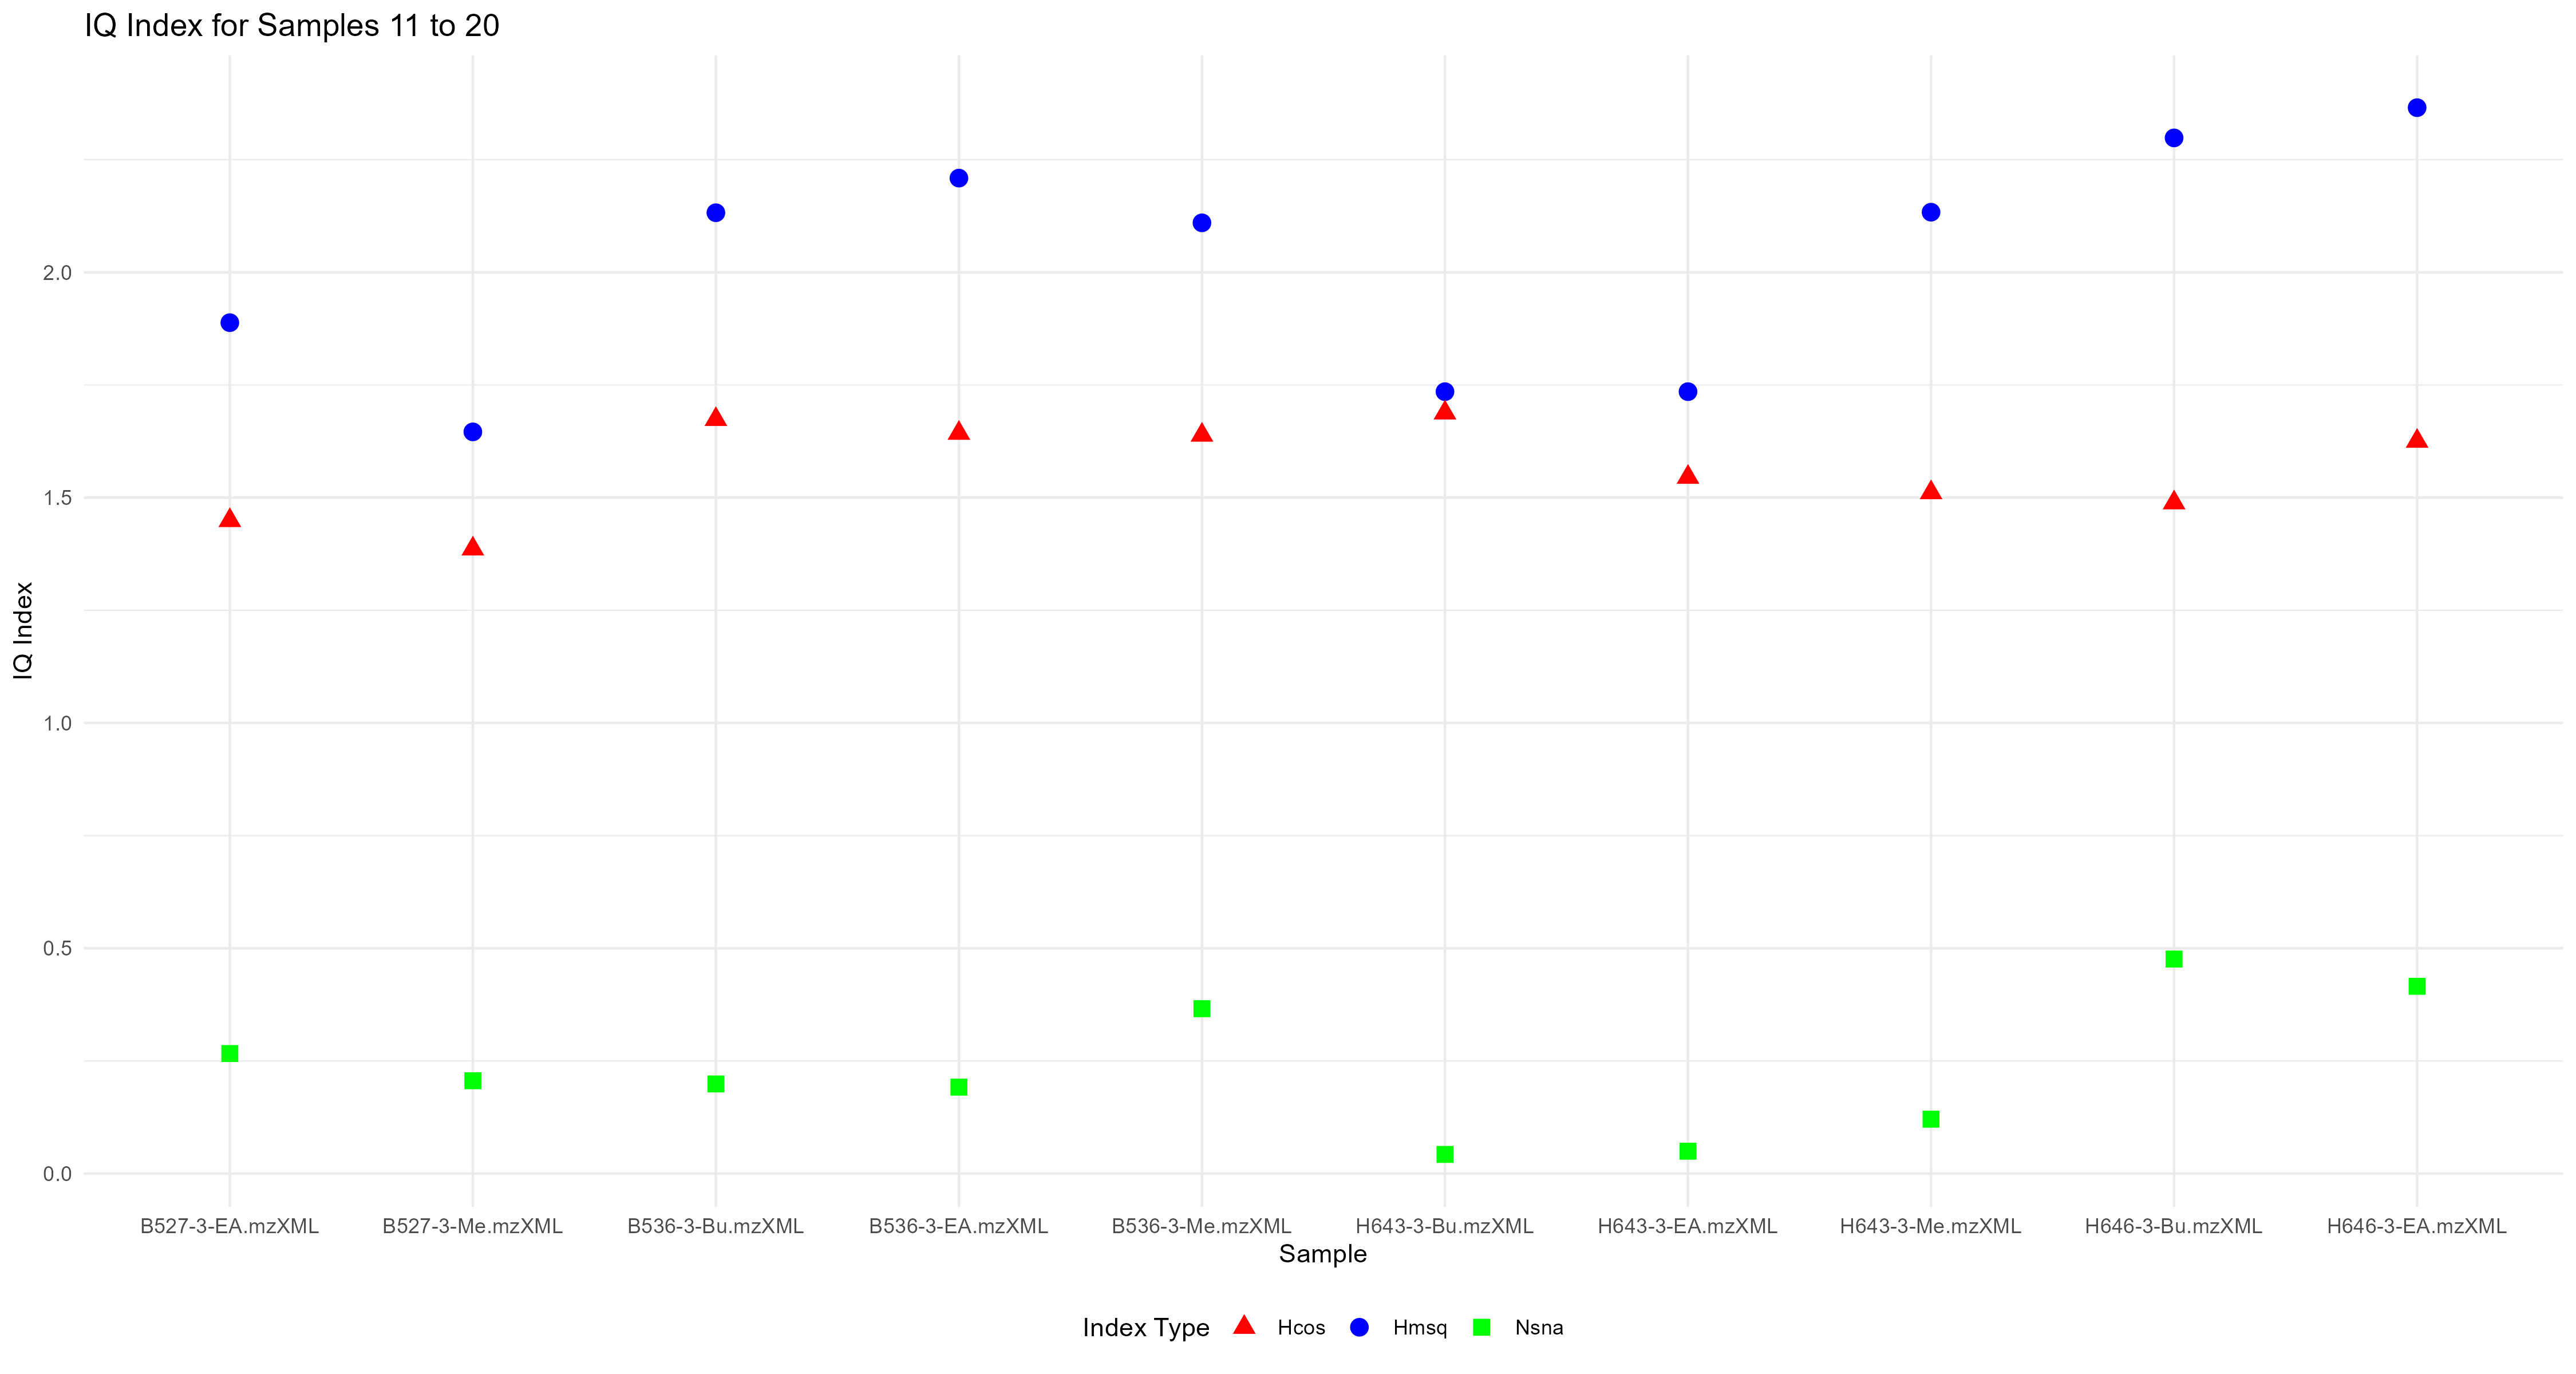 IQ Index for Samples 11 to 20
IQ Index
2.0
1.5
1.0
0.5
0.0
B527-3-EA.mzXML B527-3-Me.mzXML B536-3-Bu.mzXML B536-3-EA.mzXML B536-3-Me.mzXML H643-3-Bu.mzXML H643-3-EA.mzXML H643-3-Me.mzXML H646-3-Bu.mzXML H646-3-EA.mzXML
Sample
Index Type Hcos Hmsq Nsna